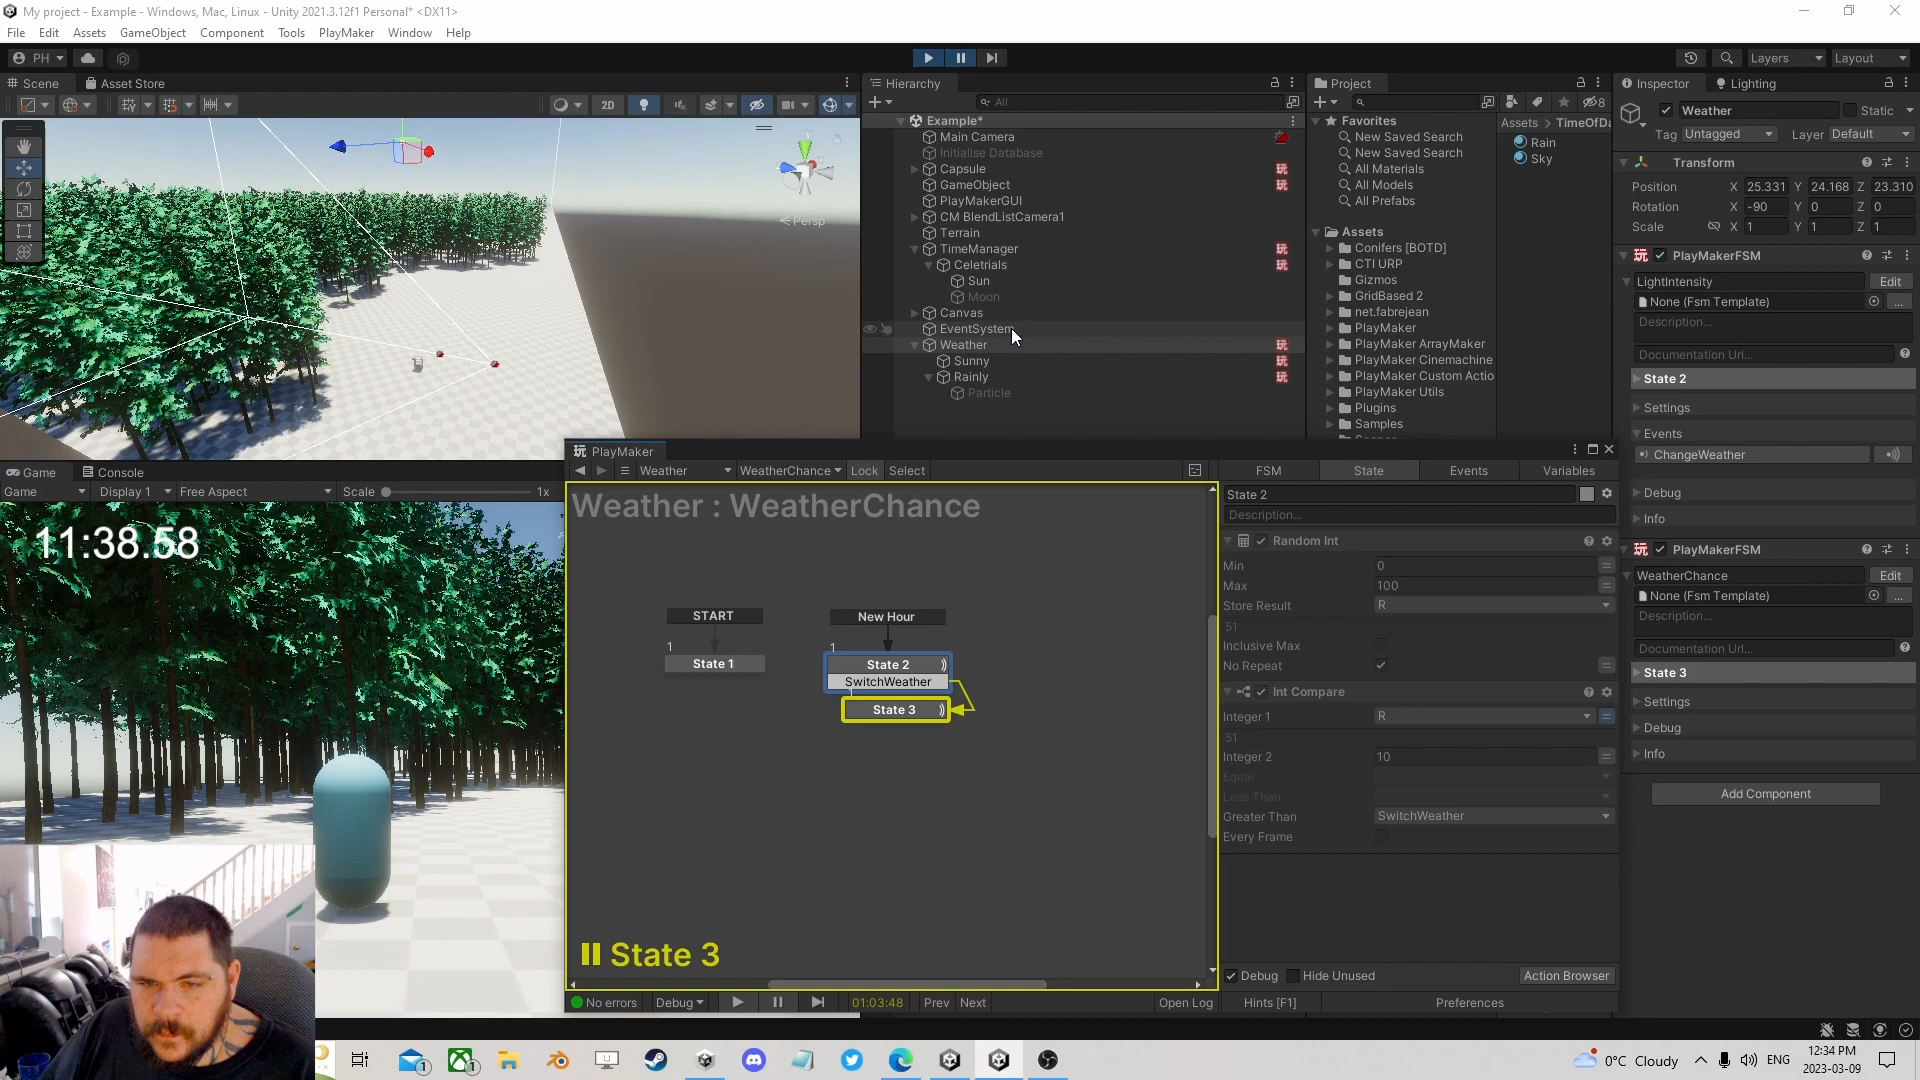 My project - Example - Windows, Mac, Linux - Unity 2021.3.12f1 Personal* <DX11>
File Edit Assets GameObject Component Tools PlayMaker Window Help
PH
Layers
Layout
Scene
Asset Store
2D
Persp
y
Hierarchy
All
Example*
Main Camera
Initialise Database
Capsule
GameObject
PlayMakerGUI
CM BlendListCamera1
Terrain
TimeManager
Celetrials
Sun
Moon
Canvas
EventSystem
Weather
Sunny
Rainly
Particle
Project
8
Favorites
New Saved Search
New Saved Search
All Materials
All Models
All Prefabs
Assets
Conifers [BOTD]
CTI URP
Gizmos
GridBased 2
net.fabrejean
PlayMaker
PlayMaker ArrayMaker
PlayMaker Cinemachine
PlayMaker Custom Actio
PlayMaker Utils
Plugins
Samples
Assets > TimeOfDa
Rain
Sky
Inspector
Lighting
Weather
Static
Tag Untagged Layer Default
Transform
Position X 25.331 Y 24.168 Z 23.310
Rotation X -90 Y 0 Z 0
Scale X 1 Y 1 Z 1
PlayMakerFSM
LightIntensity Edit
None (Fsm Template) ...
Description...
Documentation Url...
State 2
Settings
Events
ChangeWeather
Debug
Info
PlayMakerFSM
WeatherChance Edit
None (Fsm Template) ...
Description...
Documentation Url...
State 3
Settings
Debug
Info
Add Component
Game
Console
Game Display 1 Free Aspect Scale 1x
11:38.58
PlayMaker
Weather WeatherChance Lock Select
Weather : WeatherChance
START
1
State 1
New Hour
1
State 2
SwitchWeather
1
State 3
State 3
No errors Debug 01:03:48 Prev Next Open Log
FSM State Events Variables
State 2
Description...
Random Int
Min 0
Max 100
Store Result R
51
Inclusive Max
No Repeat
Int Compare
Integer 1 R
51
Integer 2 10
Equal
Less Than
Greater Than SwitchWeather
Every Frame
Debug Hide Unused Action Browser
Hints [F1] Preferences
1
1
0°C Cloudy
ENG
12:34 PM
2023-03-09